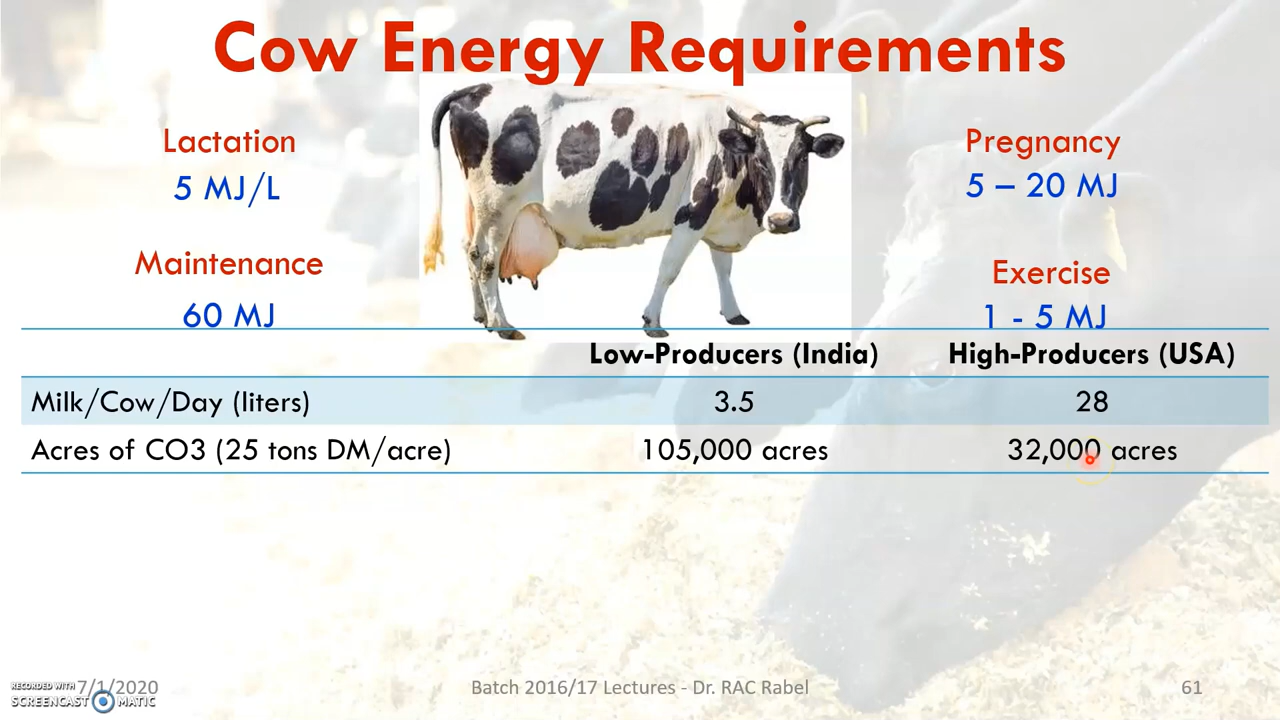 Cow Energy Requirements
Lactation
5 MJ/L
Pregnancy
5 – 20 MJ
Maintenance
60 MJ
Exercise
1 - 5 MJ
Low-Producers (India) High-Producers (USA)
Milk/Cow/Day (liters) 3.5 28
Acres of CO3 (25 tons DM/acre) 105,000 acres 32,000 acres
RECORDED WITH
SCREENCAST MATIC
7/1/2020
Batch 2016/17 Lectures - Dr. RAC Rabel
61